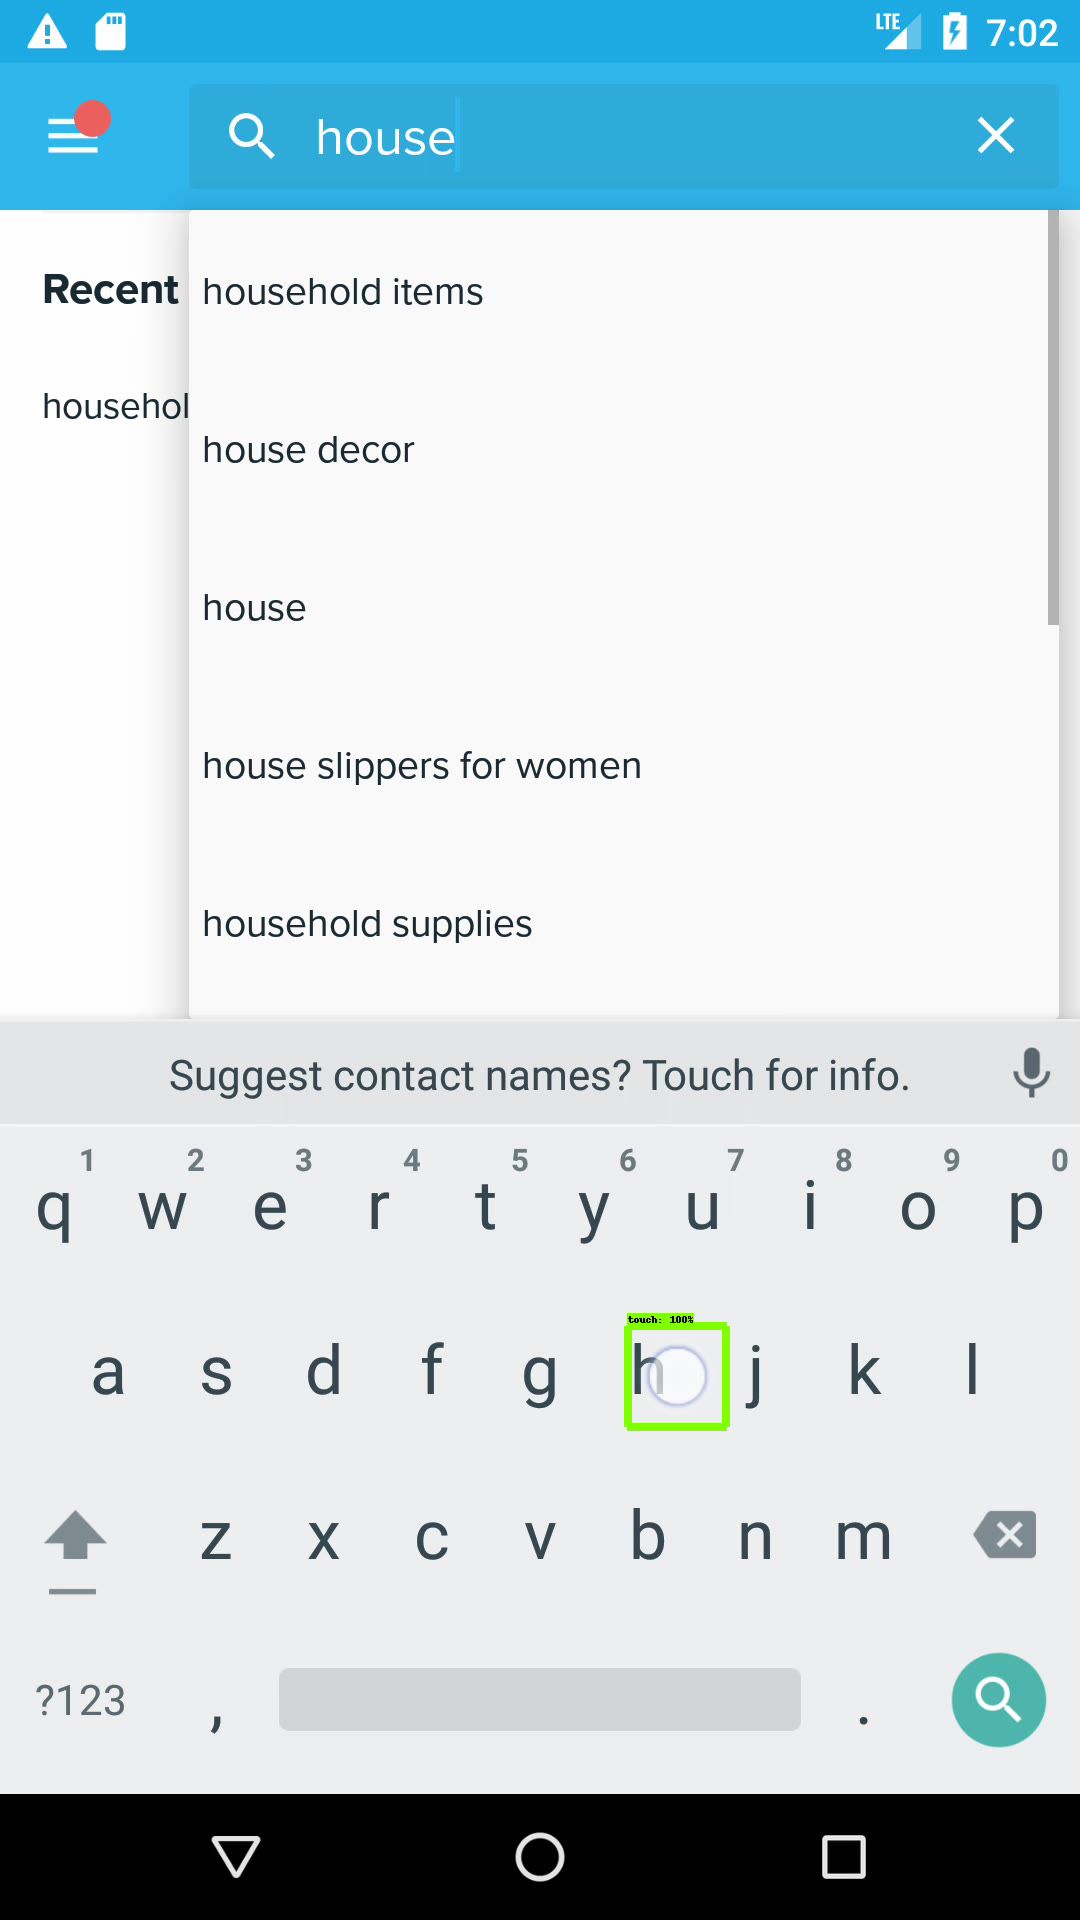 LTE 7:02
house
Recent
househol
household items
house decor
house
house slippers for women
household supplies
Suggest contact names? Touch for info.
1 2 3 4 5 6 7 8 9 0
q w e r t y u i o p
touch: 100%
a s d f g h j k l
z x c v b n m
?123 , .